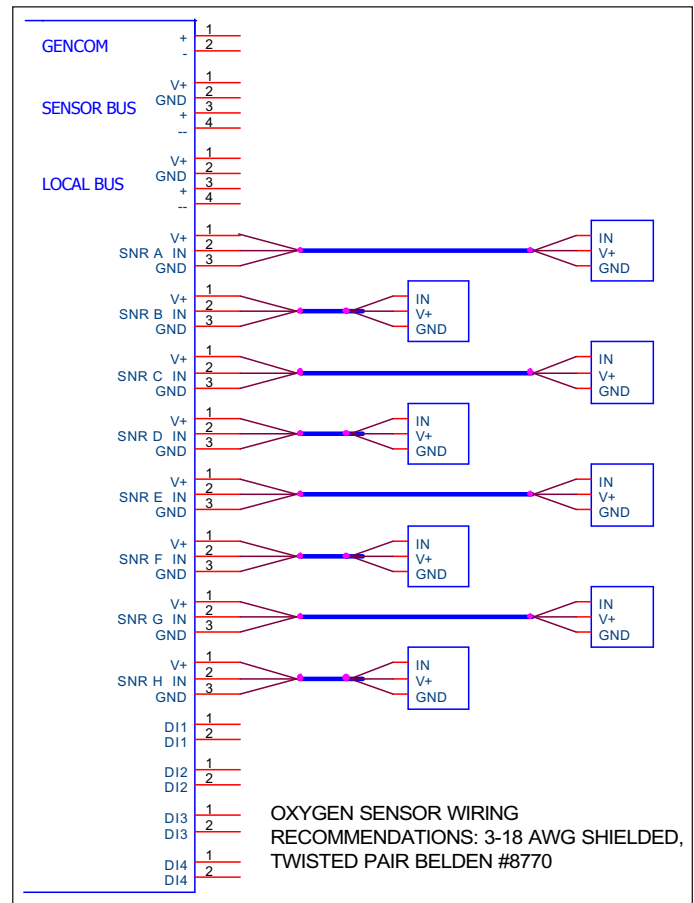 GENCOM
+ 1
- 2
SENSOR BUS
V+ 1
GND 2
+ 3
-- 4
LOCAL BUS
V+ 1
GND 2
+ 3
-- 4
V+ 1
SNR A IN 2
GND 3
IN
V+
GND
V+ 1
SNR B IN 2
GND 3
IN
V+
GND
V+ 1
SNR C IN 2
GND 3
IN
V+
GND
V+ 1
SNR D IN 2
GND 3
IN
V+
GND
V+ 1
SNR E IN 2
GND 3
IN
V+
GND
V+ 1
SNR F IN 2
GND 3
IN
V+
GND
V+ 1
SNR G IN 2
GND 3
IN
V+
GND
V+ 1
SNR H IN 2
GND 3
IN
V+
GND
DI1 1
DI1 2
DI2 1
DI2 2
DI3 1
DI3 2
DI4 1
DI4 2
OXYGEN SENSOR WIRING
RECOMMENDATIONS: 3-18 AWG SHIELDED,
TWISTED PAIR BELDEN #8770